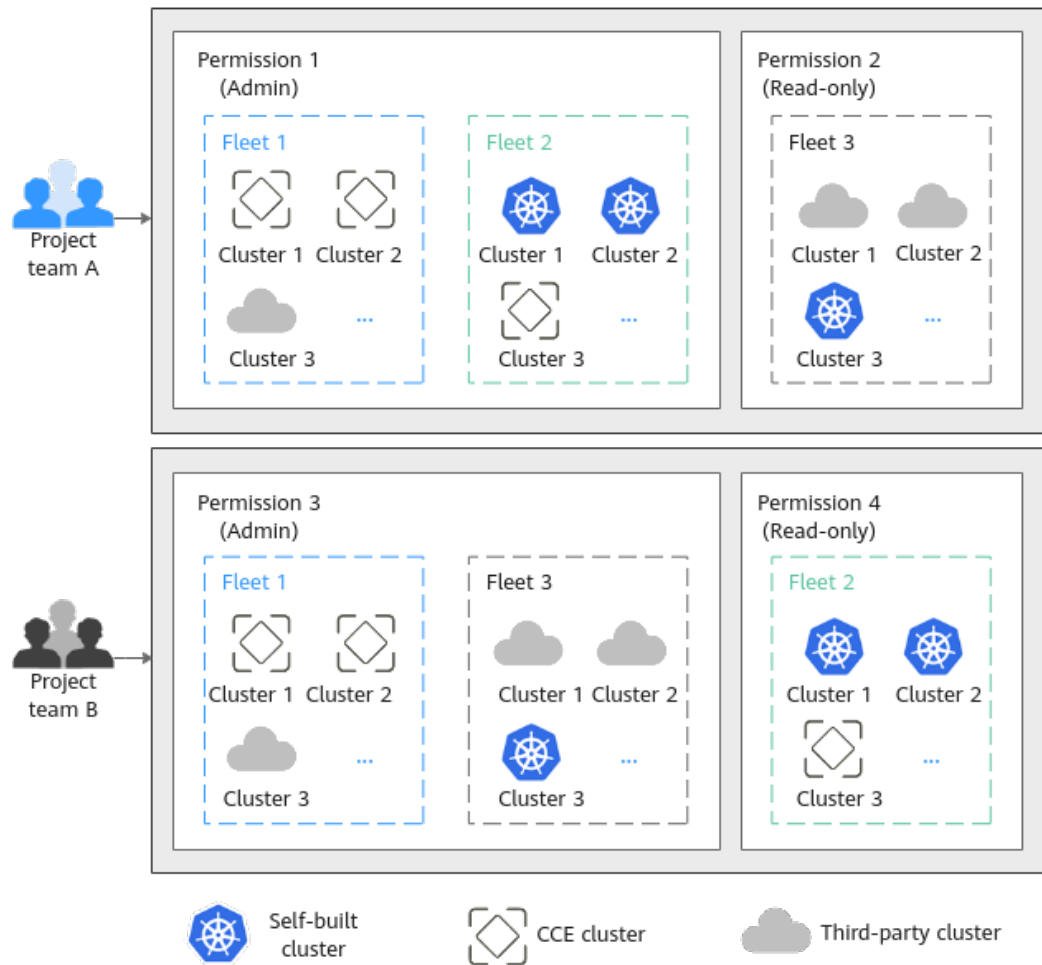 Permission 1
(Admin)
Permission 2
(Read-only)
Fleet 1
Fleet 2
Fleet 3
Cluster 1 Cluster 2
Cluster 1 Cluster 2
Cluster 1 Cluster 2
Project
team A
...
...
...
Cluster 3
Cluster 3
Cluster 3
Permission 3
(Admin)
Permission 4
(Read-only)
Fleet 1
Fleet 3
Fleet 2
Cluster 1 Cluster 2
Cluster 1 Cluster 2
Cluster 1 Cluster 2
Project
team B
...
...
...
Cluster 3
Cluster 3
Cluster 3
Self-built
cluster
CCE cluster
Third-party cluster